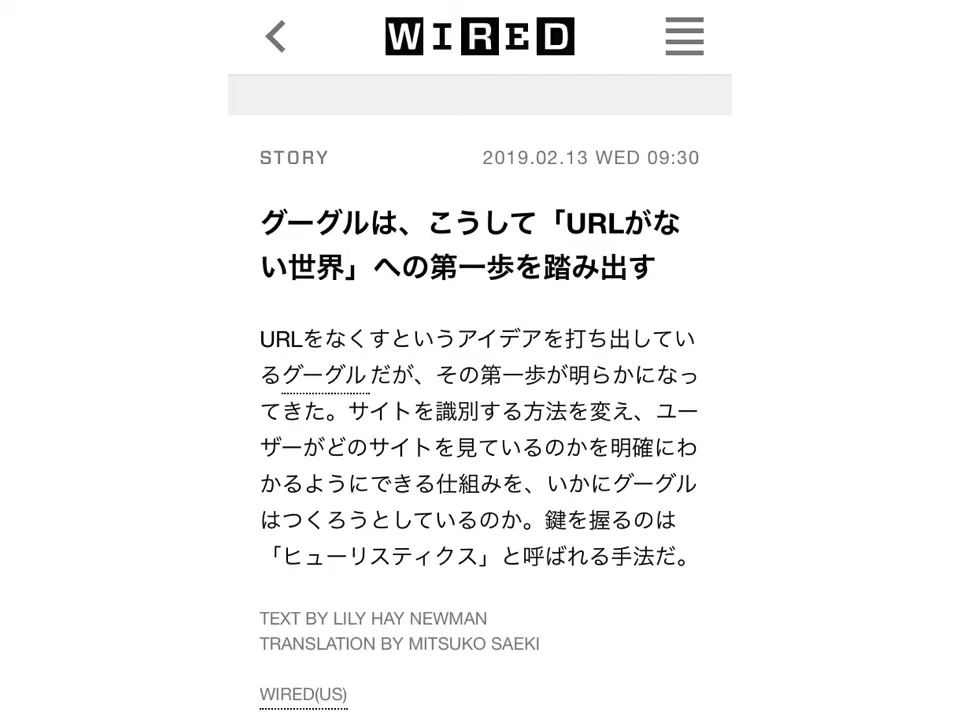 WIRED
STORY
2019.02.13 WED 09:30
グーグルは、こうして「URLがな
い世界」への第一歩を踏み出す
URLをなくすというアイデアを打ち出してい
るグーグルだが、その第一歩が明らかになっ
てきた。サイトを識別する方法を変え、ユー
ザーがどのサイトを見ているのかを明確にわ
かるようにできる仕組みを、いかにグーグル
はつくろうとしているのか。鍵を握るのは
「ヒューリスティクス」と呼ばれる手法だ。
TEXT BY LILY HAY NEWMAN
TRANSLATION BY MITSUKO SAEKI
WIRED(US)